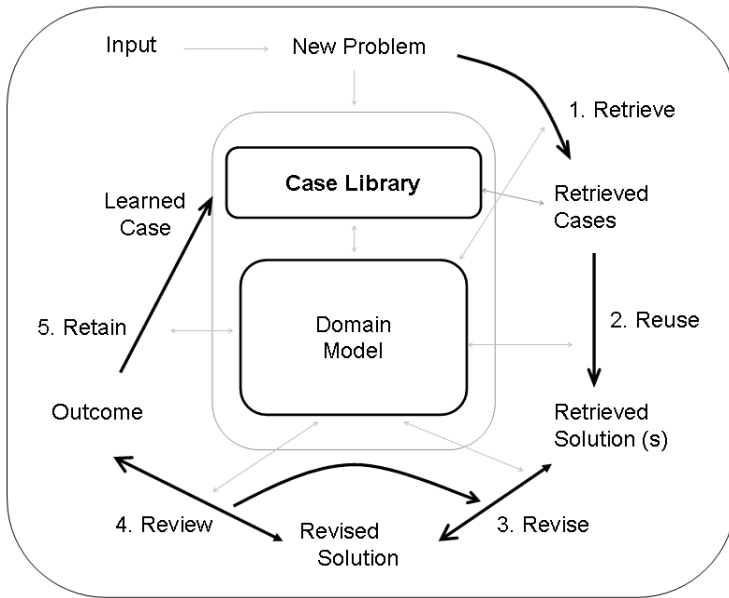 Input
New Problem
1. Retrieve
Case Library
Learned
Case
Retrieved
Cases
5. Retain
Domain
Model
2. Reuse
Outcome
Retrieved
Solution (s)
4. Review
Revised
Solution
3. Revise